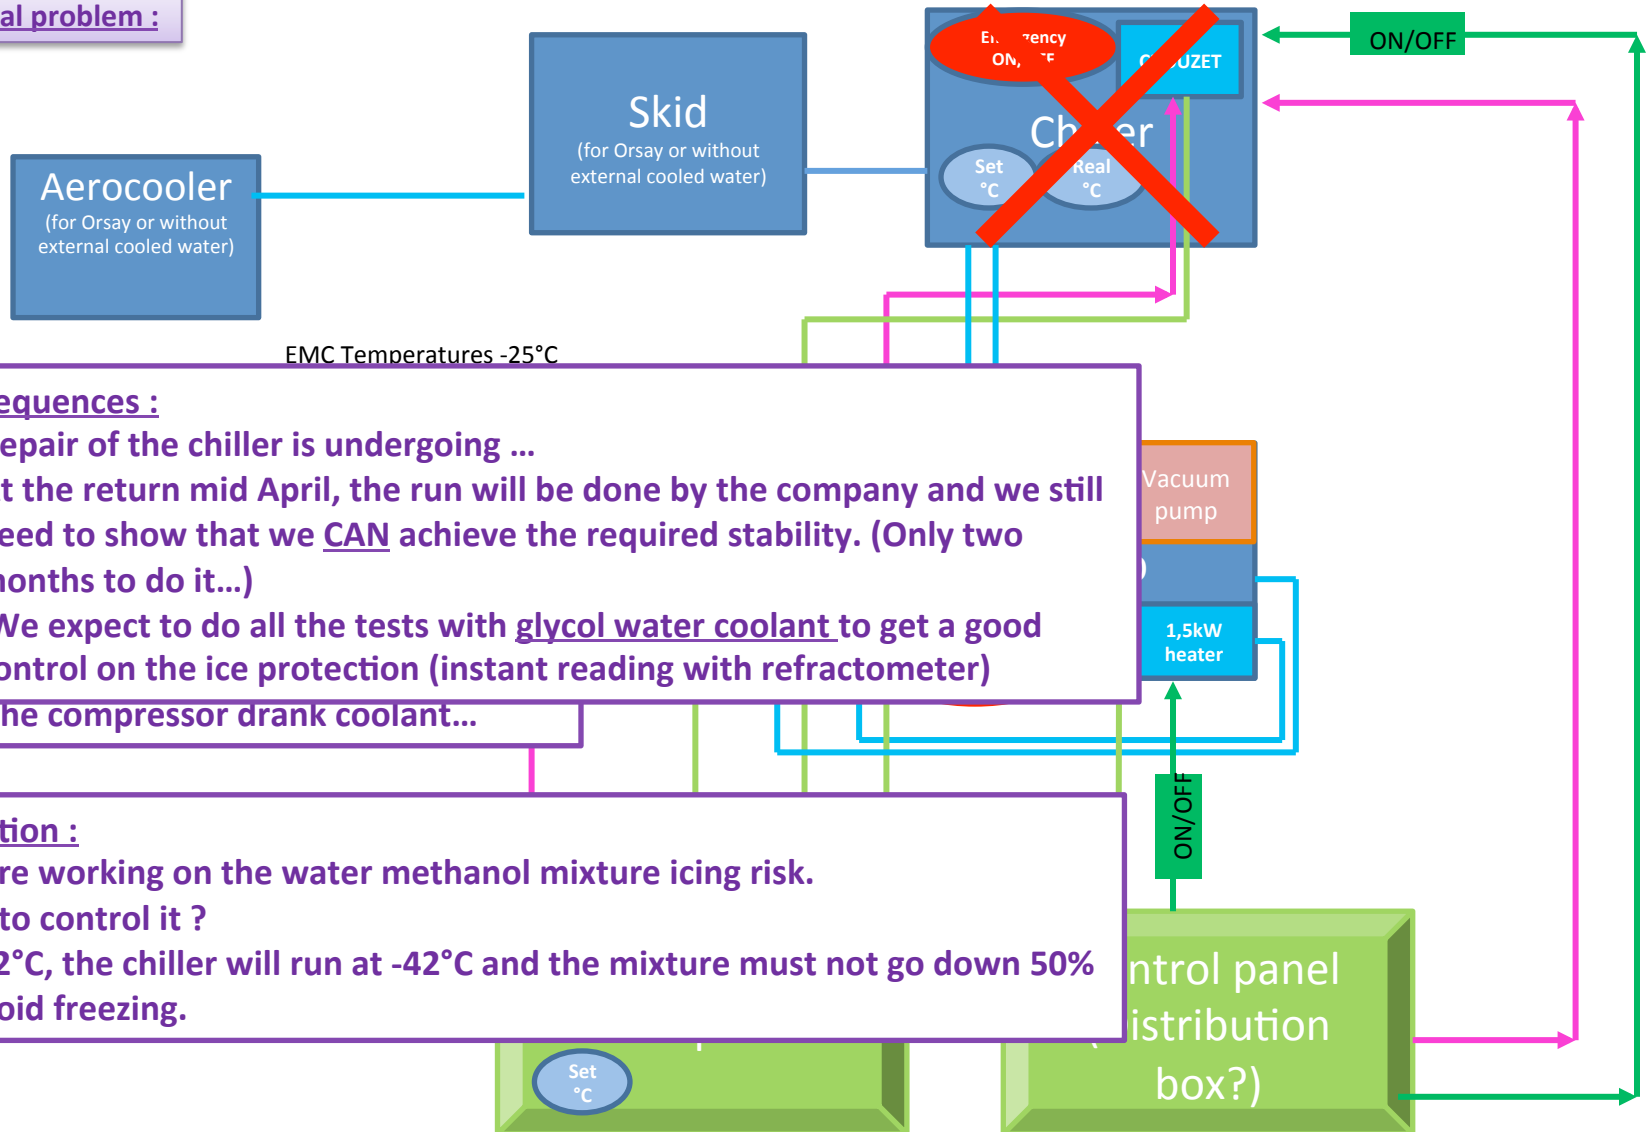 al problem :
ON/OFF
Skid
(for Orsay or without
external cooled water)
Set
°C
Real
°C
Aerocooler
(for Orsay or without
external cooled water)
EMC Temperatures -25°C
equences :
epair of the chiller is undergoing …
t the return mid April, the run will be done by the company and we still
eed to show that we CAN achieve the required stability. (Only two
months to do it…)
We expect to do all the tests with glycol water coolant to get a good
ontrol on the ice protection (instant reading with refractometer)
he compressor drank coolant…
Vacuum
pump
1,5kW
heater
ON/OFF
tion :
re working on the water methanol mixture icing risk.
to control it ?
2°C, the chiller will run at -42°C and the mixture must not go down 50%
oid freezing.
ntrol panel
istribution
box?)
Set
°C